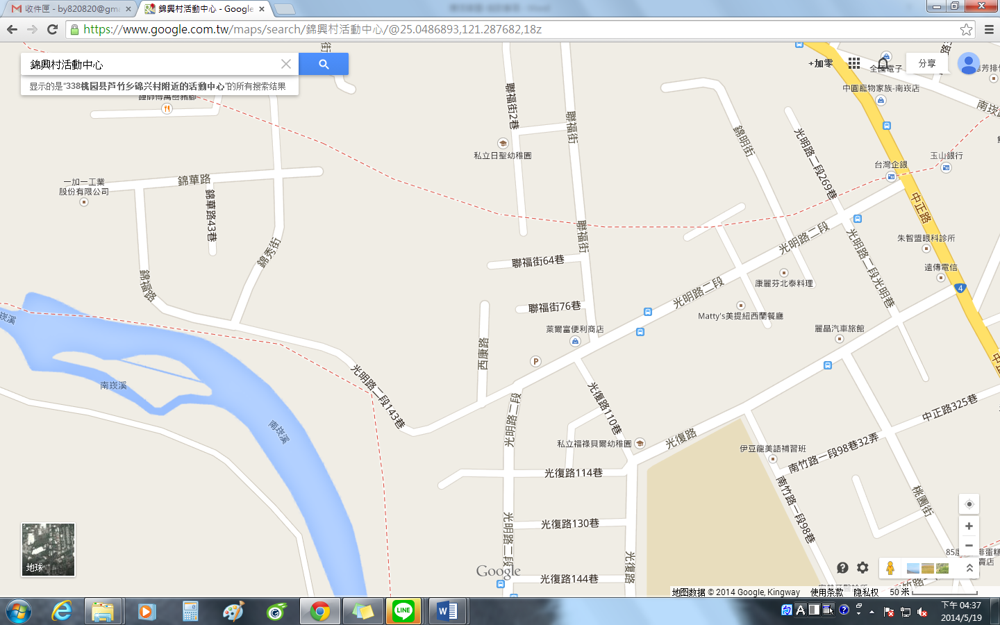 收件匣 - by820820@gma
錦興村活動中心 - Google
https://www.google.com.tw/maps/search/錦興村活動中心/@25.0486893,121.287682,18z
錦興村活動中心
显示的是“338桃园县芦竹乡锦兴村附近的活動中心”的所有搜索结果
+加零
分享
全國電子
中圓寵物家族-南崁店
南崁路
玉山銀行
台灣企銀
中正路
朱智盟眼科診所
遠傳電信
4
聯福街2巷
聯福街
私立日聖幼稚園
錦明街
光明路二段269巷
一加一工業
股份有限公司
錦華路
錦華路43巷
錦秀街
錦福路
聯福街
聯福街64巷
聯福街76巷
光明路二段
光明路二段光明巷
康麗芬北泰料理
光明路二段
Matty's美提紐西蘭餐廳
麗晶汽車旅館
萊爾富便利商店
P
西康路
崁溪
南崁溪
南崁溪
光明路二段143巷
光明路二段
光復路110巷
私立福祿貝爾幼稚園
光復路
伊豆龍美語補習班
中正路325巷
南竹路一段98巷32弄
南竹路一段98巷
桃園街
光復路114巷
光復路130巷
光復路144巷
光明路二段
光復路
地球
Google
地图数据 © 2014 Google, Kingway
使用条款
隐私权
50 米
LINE
W
A
下午 04:37
2014/5/19